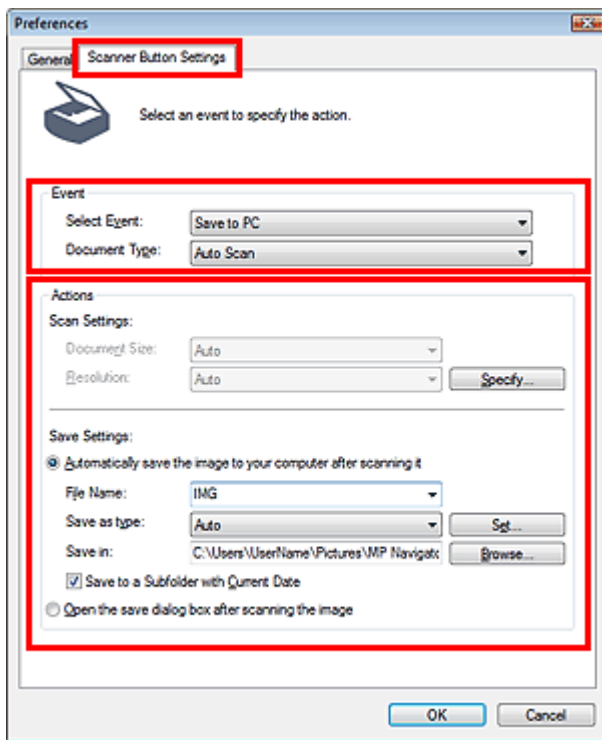 Preferences
General
Scanner Button Settings
Select an event to specify the action.
Event
Select Event: Save to PC
Document Type: Auto Scan
Actions
Scan Settings:
Document Size: Auto
Resolution: Auto Specify...
Save Settings:
Automatically save the image to your computer after scanning it
File Name: IMG
Save as type: Auto Set...
Save in: C:\Users\UserName\Pictures\MP Navigato Browse...
Save to a Subfolder with Current Date
Open the save dialog box after scanning the image
OK Cancel